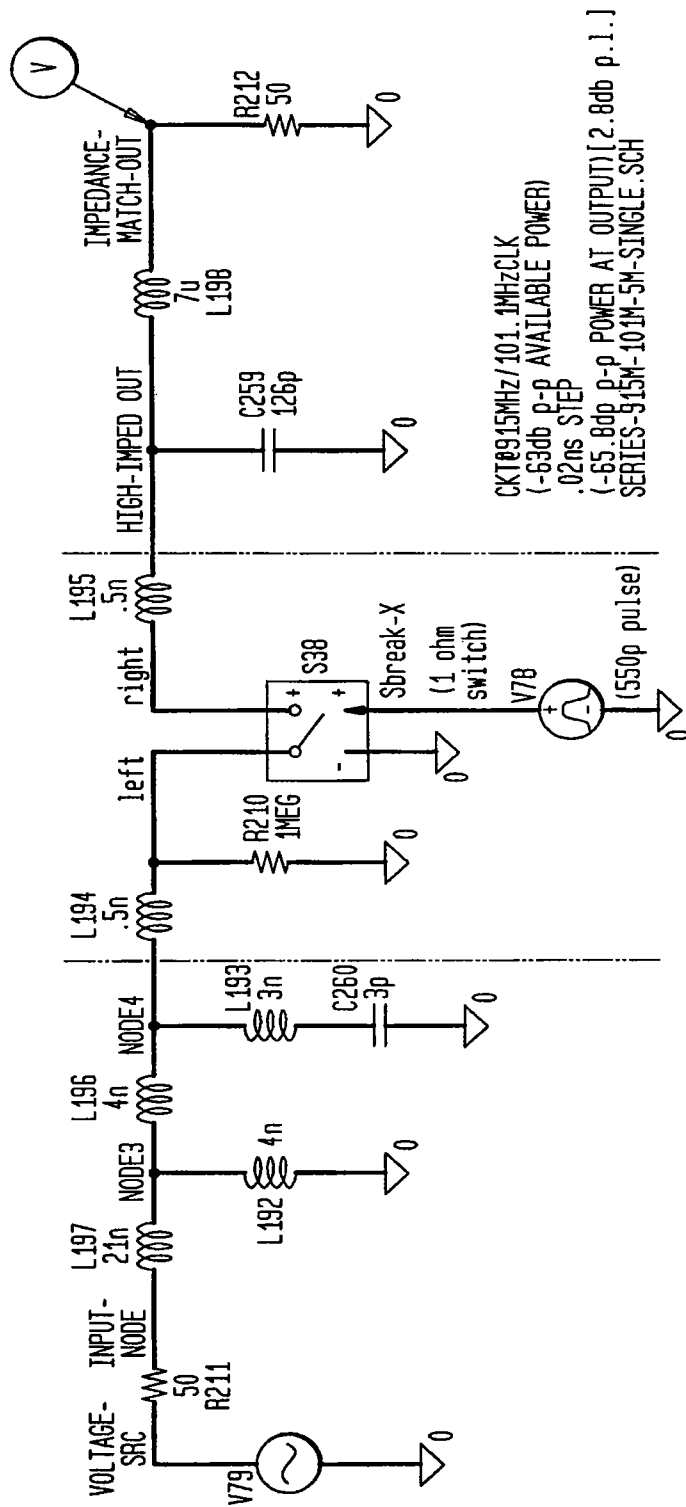 VOLTAGE-
SRC
V79
0
50
R211
INPUT-
NODE
L197
21n
NODE3
L192
4n
0
L196
4n
NODE4
L193
3n
C260
3p
0
L194
.5n
R210
1MEG
0
left
right
S38
+
+
-
Sbreak-X
(1 ohm
switch)
0
V78
+
-
(550p pulse)
0
L195
.5n
HIGH-IMPED OUT
C259
126p
0
7u
L198
IMPEDANCE-
MATCH-OUT
V
R212
50
0
CKT@915MHz/101.1MHzCLK
(-63db p-p AVAILABLE POWER)
.02ns STEP
(-65.8dp p-p POWER AT OUTPUT)[2.8db p.l.]
SERIES-915M-101M-5M-SINGLE.SCH